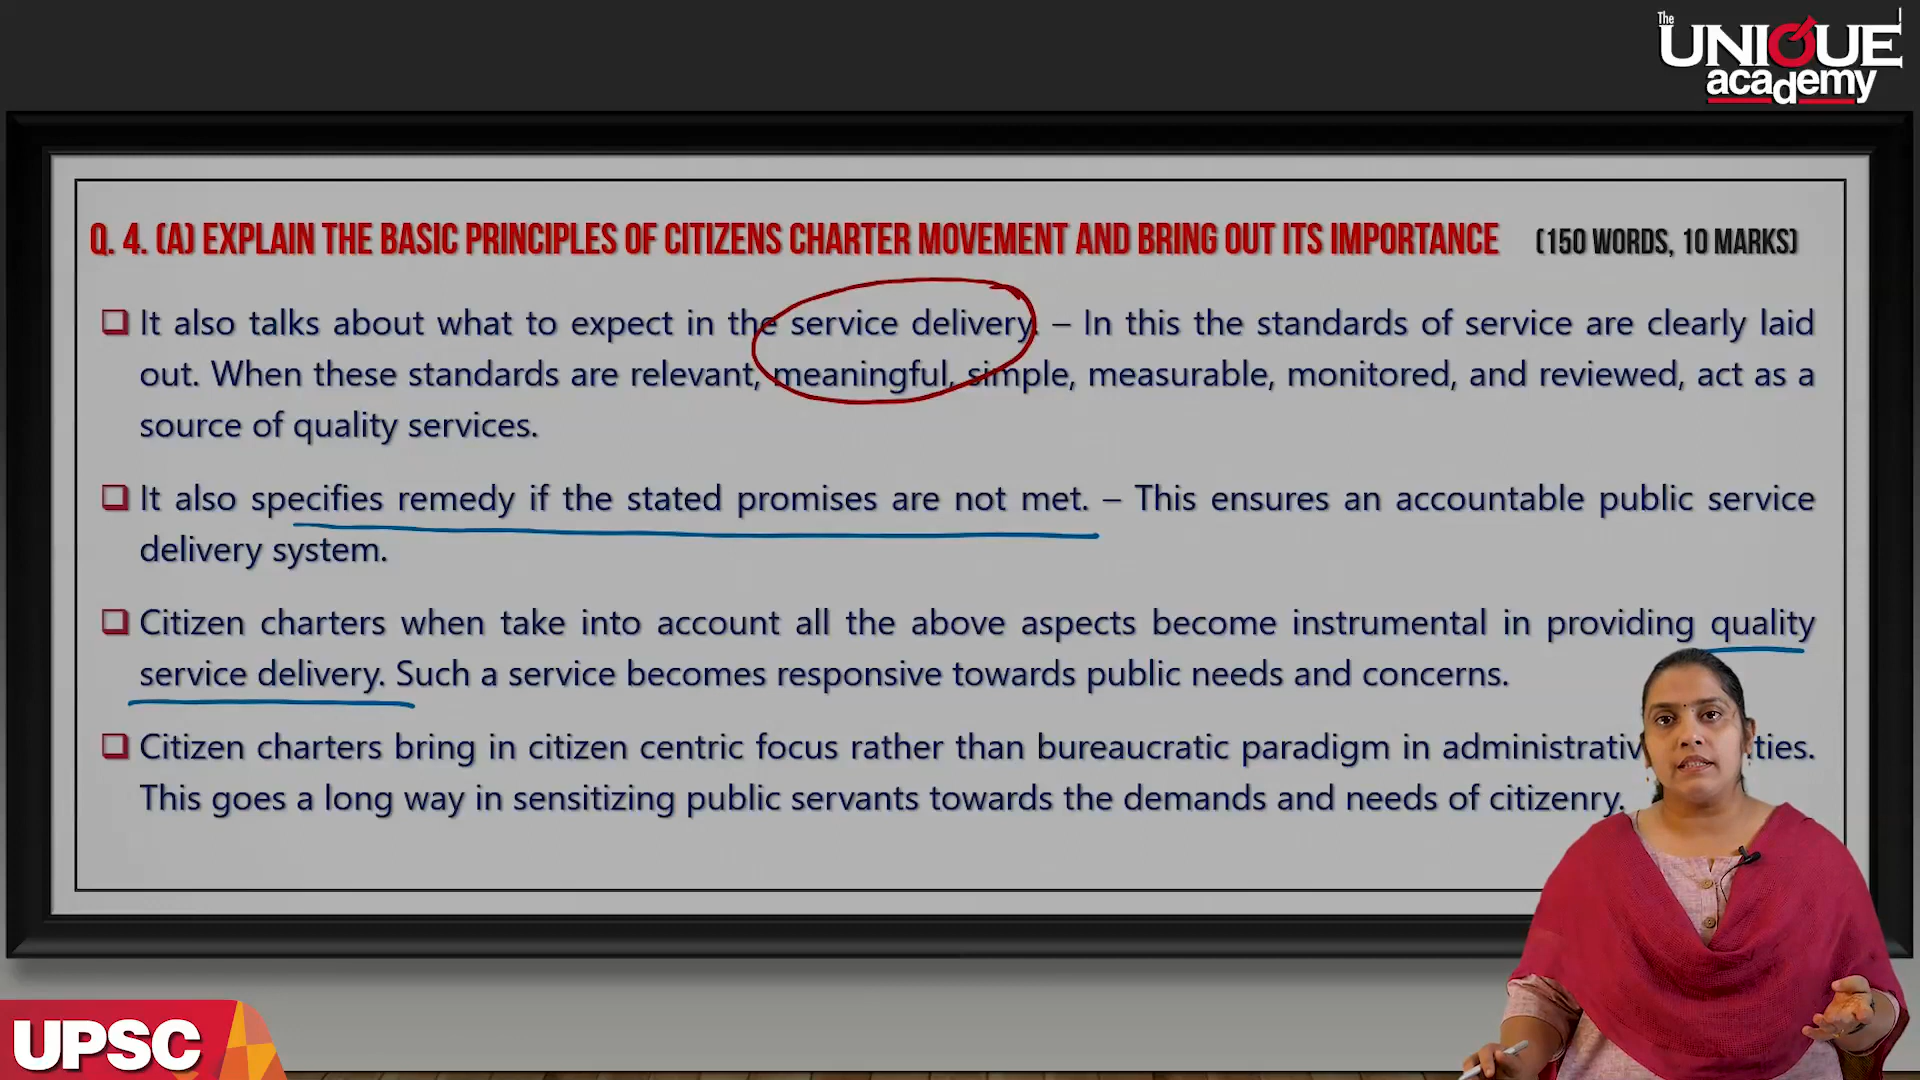 The
UNIQUE
academy
Q. 4. (A) EXPLAIN THE BASIC PRINCIPLES OF CITIZENS CHARTER MOVEMENT AND BRING OUT ITS IMPORTANCE (150 WORDS, 10 MARKS)
It also talks about what to expect in the service delivery. – In this the standards of service are clearly laid
out. When these standards are relevant, meaningful, simple, measurable, monitored, and reviewed, act as a
source of quality services.
It also specifies remedy if the stated promises are not met. – This ensures an accountable public service
delivery system.
Citizen charters when take into account all the above aspects become instrumental in providing quality
service delivery. Such a service becomes responsive towards public needs and concerns.
Citizen charters bring in citizen centric focus rather than bureaucratic paradigm in
This goes a long way in sensitizing public servants towards the demands and needs of citizenry.
UPSC